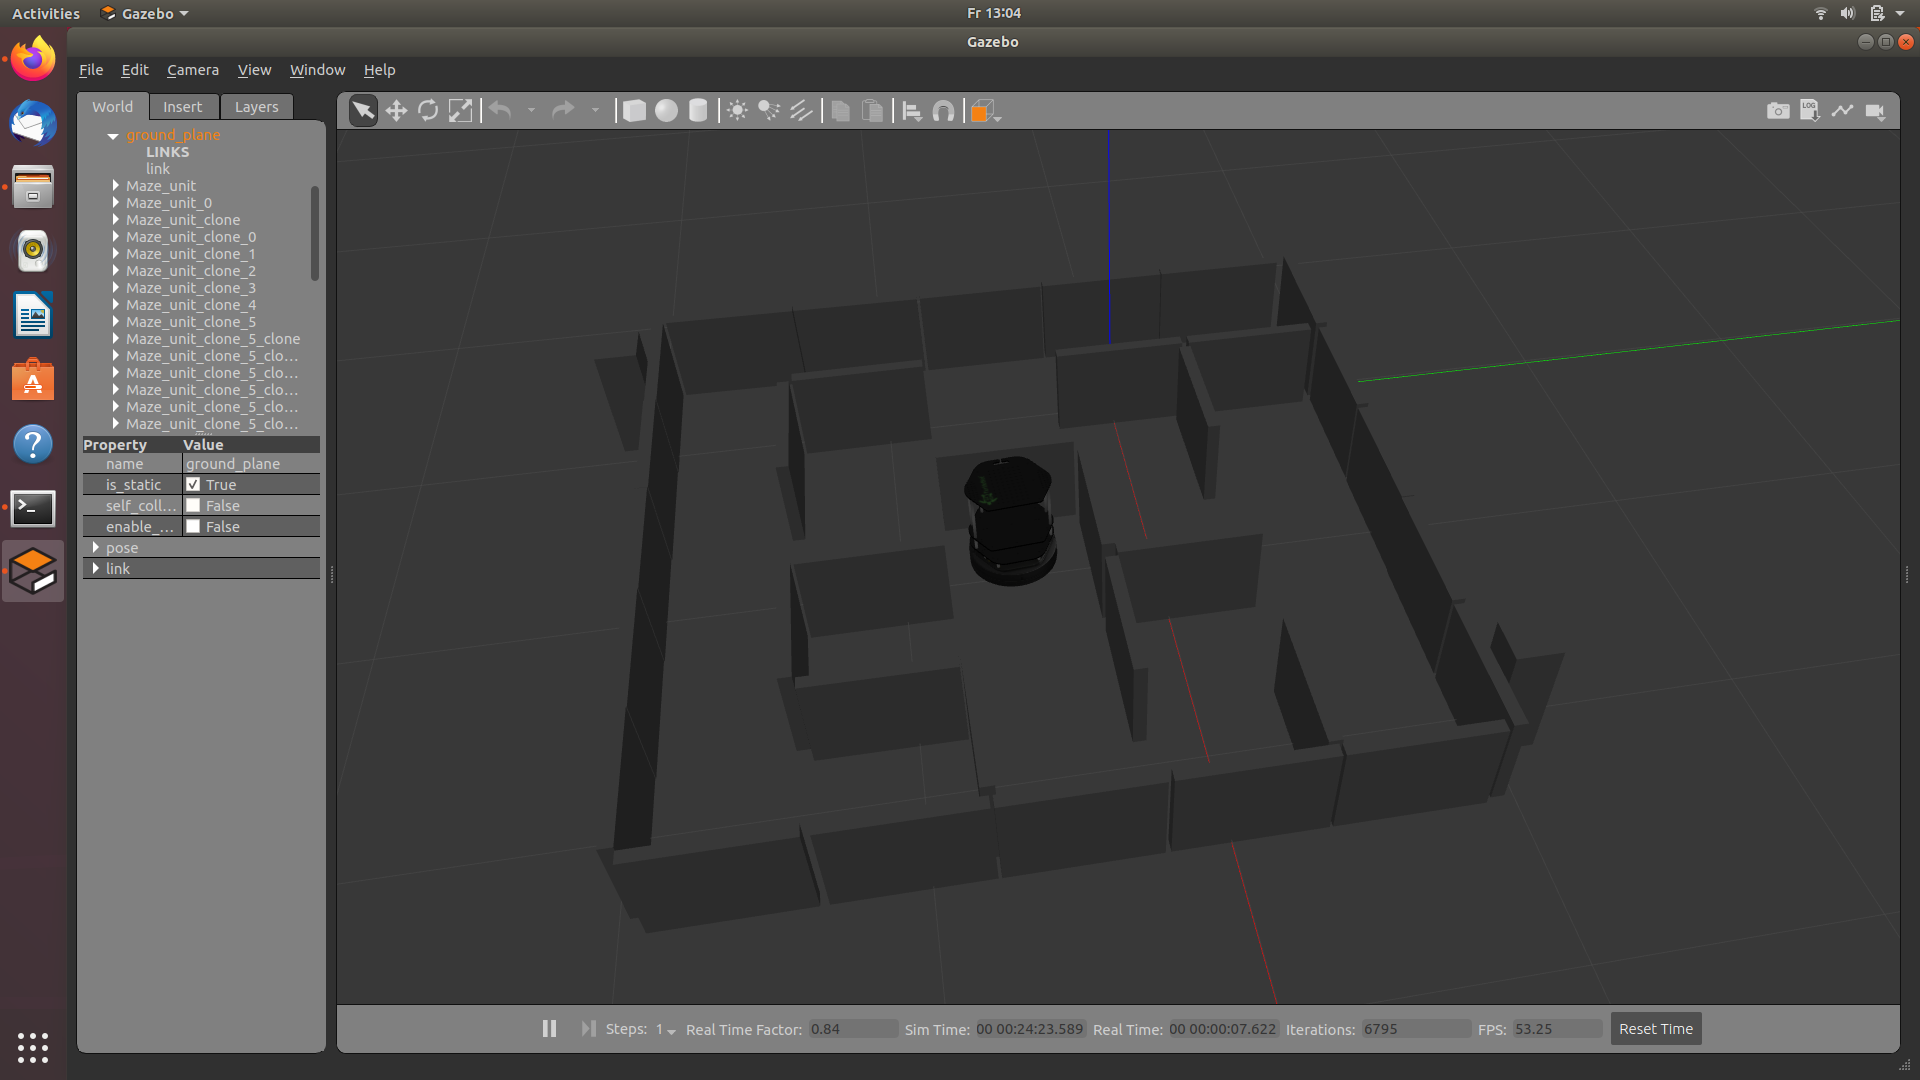 Activities Gazebo Fr 13:04
Gazebo
File Edit Camera View Window Help
World Insert Layers
LOG
ground_plane
LINKS
link
Maze_unit
Maze_unit_0
Maze_unit_clone
Maze_unit_clone_0
Maze_unit_clone_1
Maze_unit_clone_2
Maze_unit_clone_3
Maze_unit_clone_4
Maze_unit_clone_5
Maze_unit_clone_5_clone
Maze_unit_clone_5_clo...
Maze_unit_clone_5_clo...
Maze_unit_clone_5_clo...
Maze_unit_clone_5_clo...
Maze_unit_clone_5_clo...
Property Value
name ground_plane
is_static True
self_coll... False
enable_... False
pose
link
Steps: 1 Real Time Factor: 0.84 Sim Time: 00 00:24:23.589 Real Time: 00 00:00:07.622 Iterations: 6795 FPS: 53.25 Reset Time